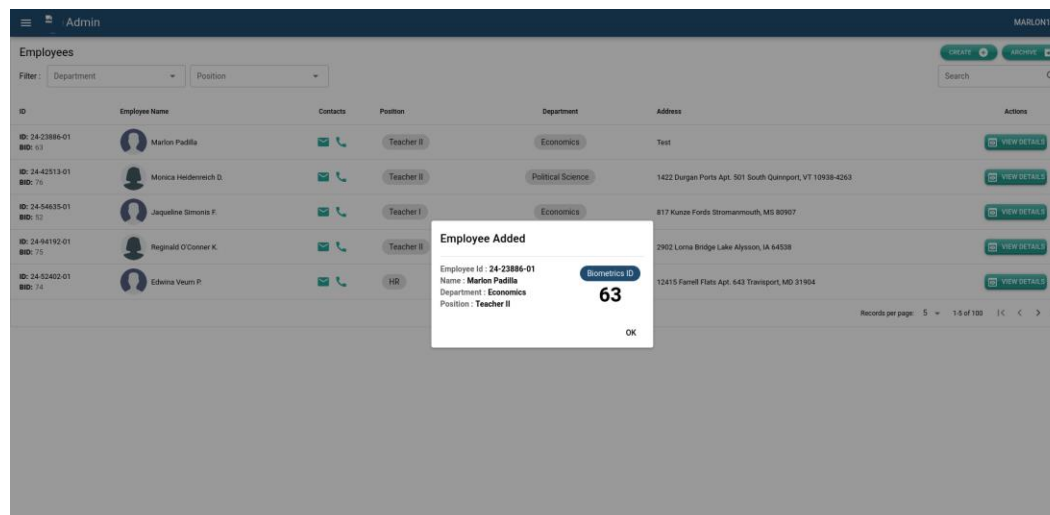 Admin
MARLON1
Employees
CREATE
ARCHIVE
Filter :
Department
Position
Search
ID
Employee Name
Contacts
Position
Department
Address
Actions
ID: 24-23886-01
BID: 63
Marlon Padilla
Teacher II
Economics
Test
VIEW DETAILS
ID: 24-42513-01
BID: 76
Monica Heidenreich D.
Teacher II
Political Science
1422 Durgan Ports Apt. 501 South Quinnport, VT 10938-4263
VIEW DETAILS
ID: 24-54635-01
BID: 52
Jaqueline Simonis F.
Teacher I
Economics
817 Kunze Fords Stromanmouth, MS 80907
VIEW DETAILS
ID: 24-94192-01
BID: 75
Reginald O'Conner K.
Teacher II
2902 Lorna Bridge Lake Alysson, IA 64538
VIEW DETAILS
ID: 24-52402-01
BID: 74
Edwina Veum P.
HR
12415 Farrell Flats Apt. 643 Travisport, MD 31904
VIEW DETAILS
Employee Added
Employee Id : 24-23886-01
Name : Marlon Padilla
Department : Economics
Position : Teacher II
Biometrics ID
63
OK
Records per page: 5 1-5 of 100